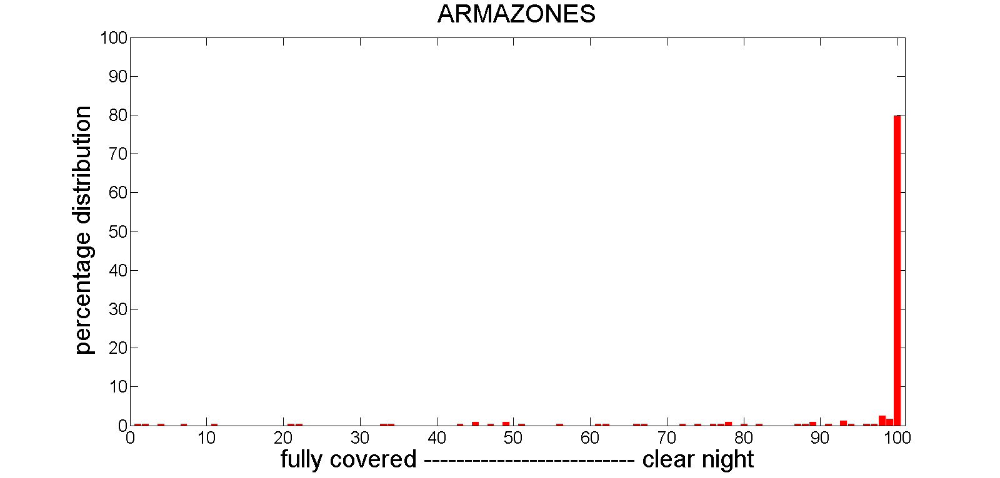 ARMAZONES
100
90
80
70
60
50
40
30
20
10
0
percentage distribution
0 10 20 30 40 50 60 70 80 90 100
fully covered -------------------------- clear night